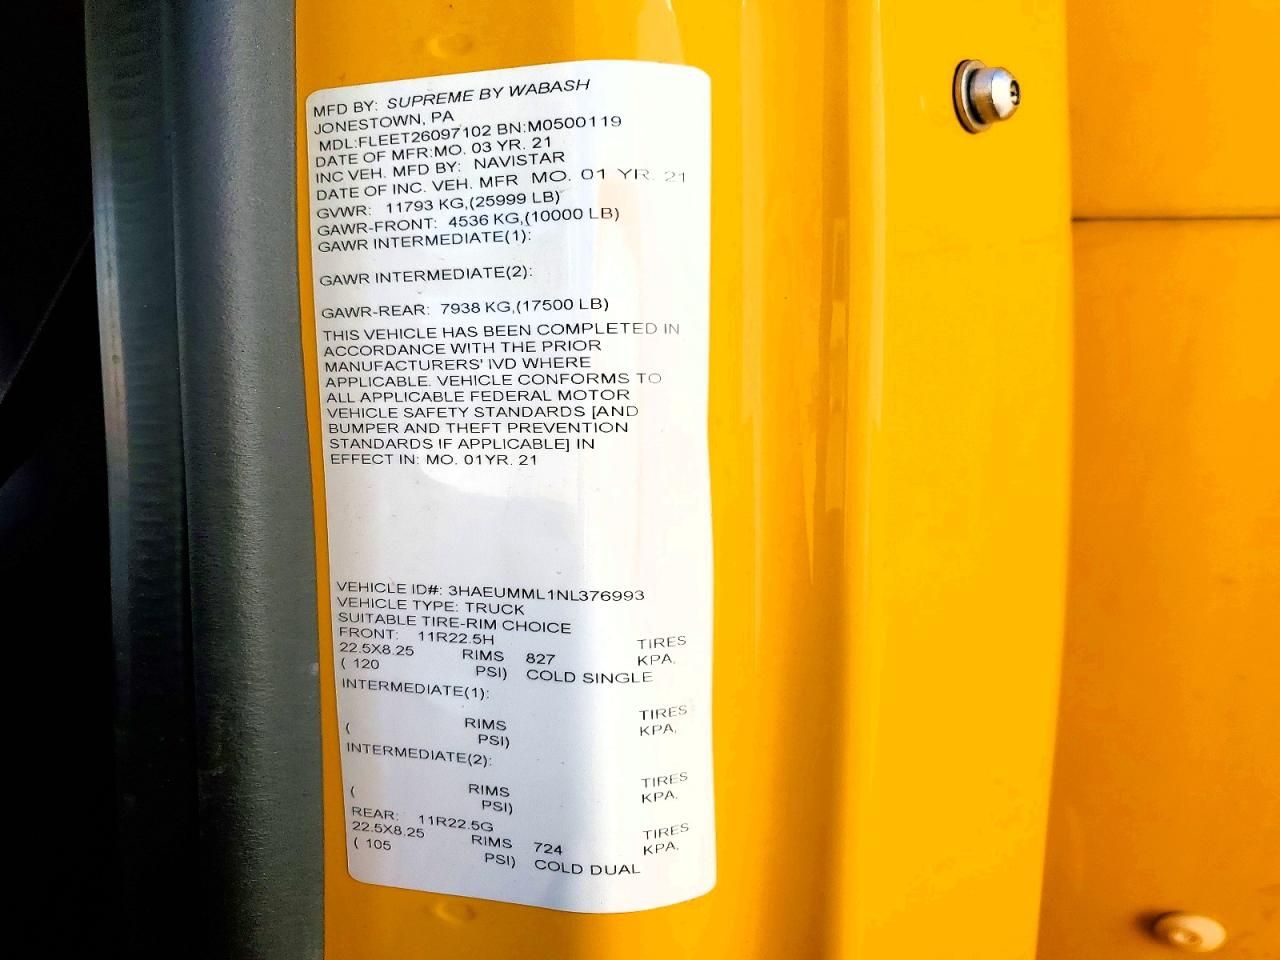 MFD BY: SUPREME BY WABASH
JONESTOWN, PA
MDL:FLEET26097102 BN:M0500119
DATE OF MFR:MO. 03 YR. 21
INC VEH. MFD BY: NAVISTAR
DATE OF INC. VEH. MFR MO. 01 YR. 21
GVWR: 11793 KG,(25999 LB)
GAWR-FRONT: 4536 KG,(10000 LB)
GAWR INTERMEDIATE(1):
GAWR INTERMEDIATE(2):
GAWR-REAR: 7938 KG,(17500 LB)
THIS VEHICLE HAS BEEN COMPLETED IN
ACCORDANCE WITH THE PRIOR
MANUFACTURERS' IVD WHERE
APPLICABLE. VEHICLE CONFORMS TO
ALL APPLICABLE FEDERAL MOTOR
VEHICLE SAFETY STANDARDS [AND
BUMPER AND THEFT PREVENTION
STANDARDS IF APPLICABLE] IN
EFFECT IN: MO. 01YR. 21
VEHICLE ID#: 3HAEUMML1NL376993
VEHICLE TYPE: TRUCK
SUITABLE TIRE-RIM CHOICE
FRONT: 11R22.5H TIRES
22.5X8.25 RIMS 827 KPA,
( 120 PSI) COLD SINGLE
INTERMEDIATE(1):
TIRES
RIMS KPA,
( PSI)
INTERMEDIATE(2):
TIRES
RIMS KPA,
( PSI)
REAR: 11R22.5G TIRES
22.5X8.25 RIMS 724 KPA,
( 105 PSI) COLD DUAL